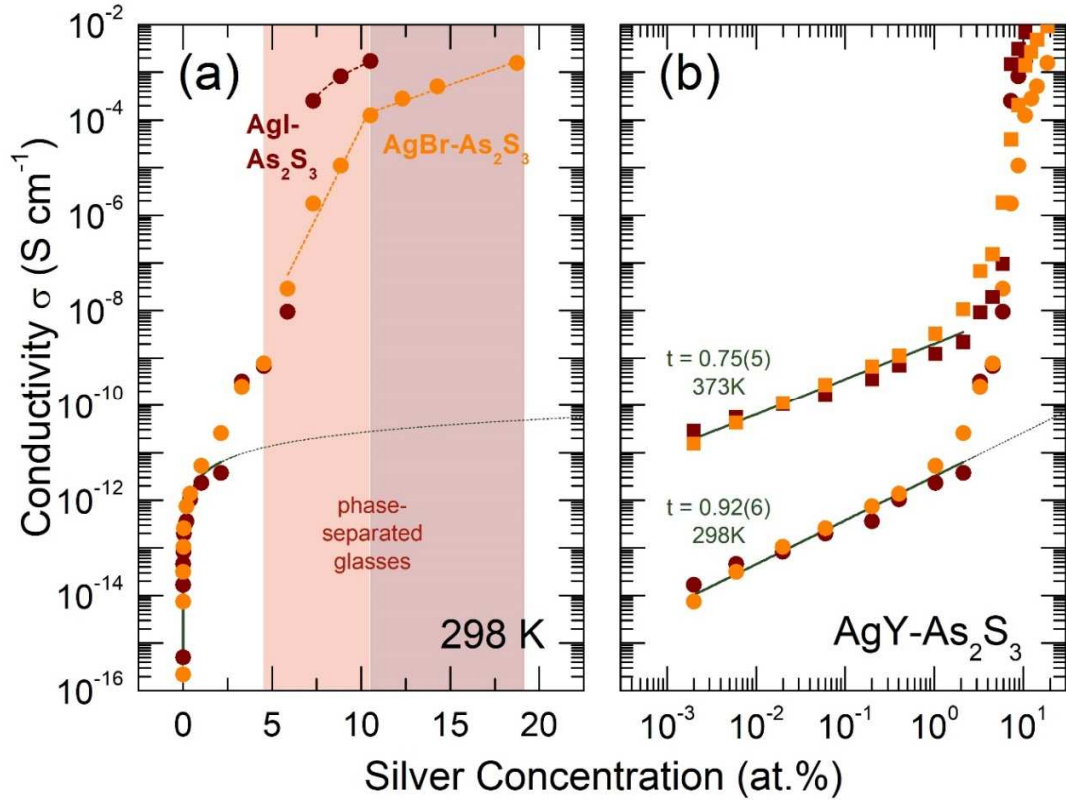 10⁻²
10⁻⁴
10⁻⁶
10⁻⁸
10⁻¹⁰
10⁻¹²
10⁻¹⁴
10⁻¹⁶
Conductivity σ (S cm⁻¹)
(a)
AgI-
As₂S₃
AgBr-As₂S₃
phase-
separated
glasses
298 K
0 5 10 15 20
(b)
t = 0.75(5)
373K
t = 0.92(6)
298K
AgY-As₂S₃
10⁻³ 10⁻² 10⁻¹ 10⁰ 10¹
Silver Concentration (at.%)